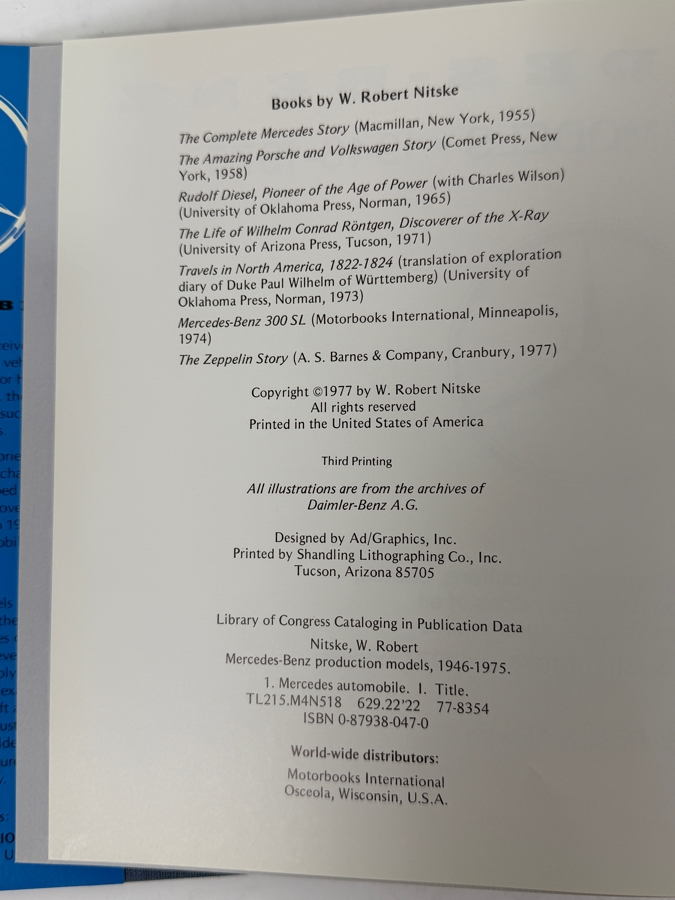 Books by W. Robert Nitske
The Complete Mercedes Story (Macmillan, New York, 1955)
The Amazing Porsche and Volkswagen Story (Comet Press, New
York, 1958)
Rudolf Diesel, Pioneer of the Age of Power (with Charles Wilson)
(University of Oklahoma Press, Norman, 1965)
The Life of Wilhelm Conrad Röntgen, Discoverer of the X-Ray
(University of Arizona Press, Tucson, 1971)
Travels in North America, 1822-1824 (translation of exploration
diary of Duke Paul Wilhelm of Württemberg) (University of
Oklahoma Press, Norman, 1973)
Mercedes-Benz 300 SL (Motorbooks International, Minneapolis,
1974)
The Zeppelin Story (A. S. Barnes & Company, Cranbury, 1977)
Copyright ©1977 by W. Robert Nitske
All rights reserved
Printed in the United States of America
Third Printing
All illustrations are from the archives of
Daimler-Benz A.G.
Designed by Ad/Graphics, Inc.
Printed by Shandling Lithographing Co., Inc.
Tucson, Arizona 85705
Library of Congress Cataloging in Publication Data
Nitske, W. Robert
Mercedes-Benz production models, 1946-1975.
1. Mercedes automobile. I. Title.
TL215.M4N518 629.22'22 77-8354
ISBN 0-87938-047-0
World-wide distributors:
Motorbooks International
Osceola, Wisconsin, U.S.A.